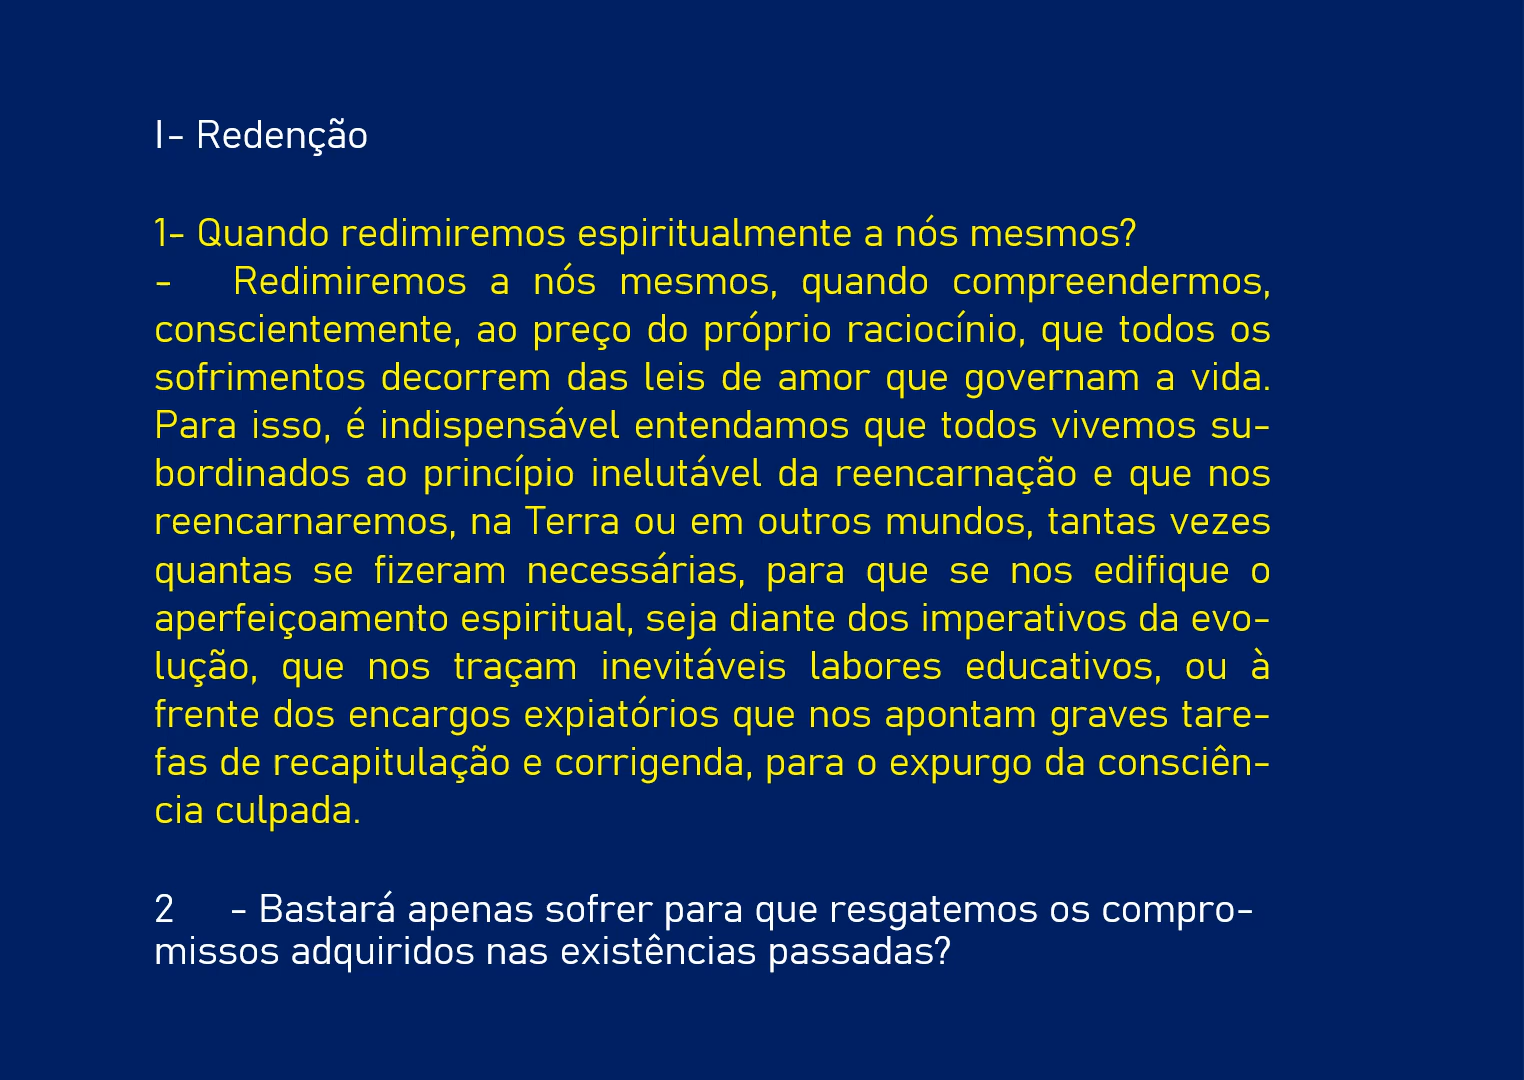 I- Redenção
1- Quando redimiremos espiritualmente a nós mesmos?
- Redimiremos a nós mesmos, quando compreendermos,
conscientemente, ao preço do próprio raciocínio, que todos os
sofrimentos decorrem das leis de amor que governam a vida.
Para isso, é indispensável entendamos que todos vivemos su-
bordinados ao princípio inelutável da reencarnação e que nos
reencarnaremos, na Terra ou em outros mundos, tantas vezes
quantas se fizeram necessárias, para que se nos edifique o
aperfeiçoamento espiritual, seja diante dos imperativos da evo-
lução, que nos traçam inevitáveis labores educativos, ou à
frente dos encargos expiatórios que nos apontam graves tare-
fas de recapitulação e corrigenda, para o expurgo da consciên-
cia culpada.
2 - Bastará apenas sofrer para que resgatemos os compro-
missos adquiridos nas existências passadas?